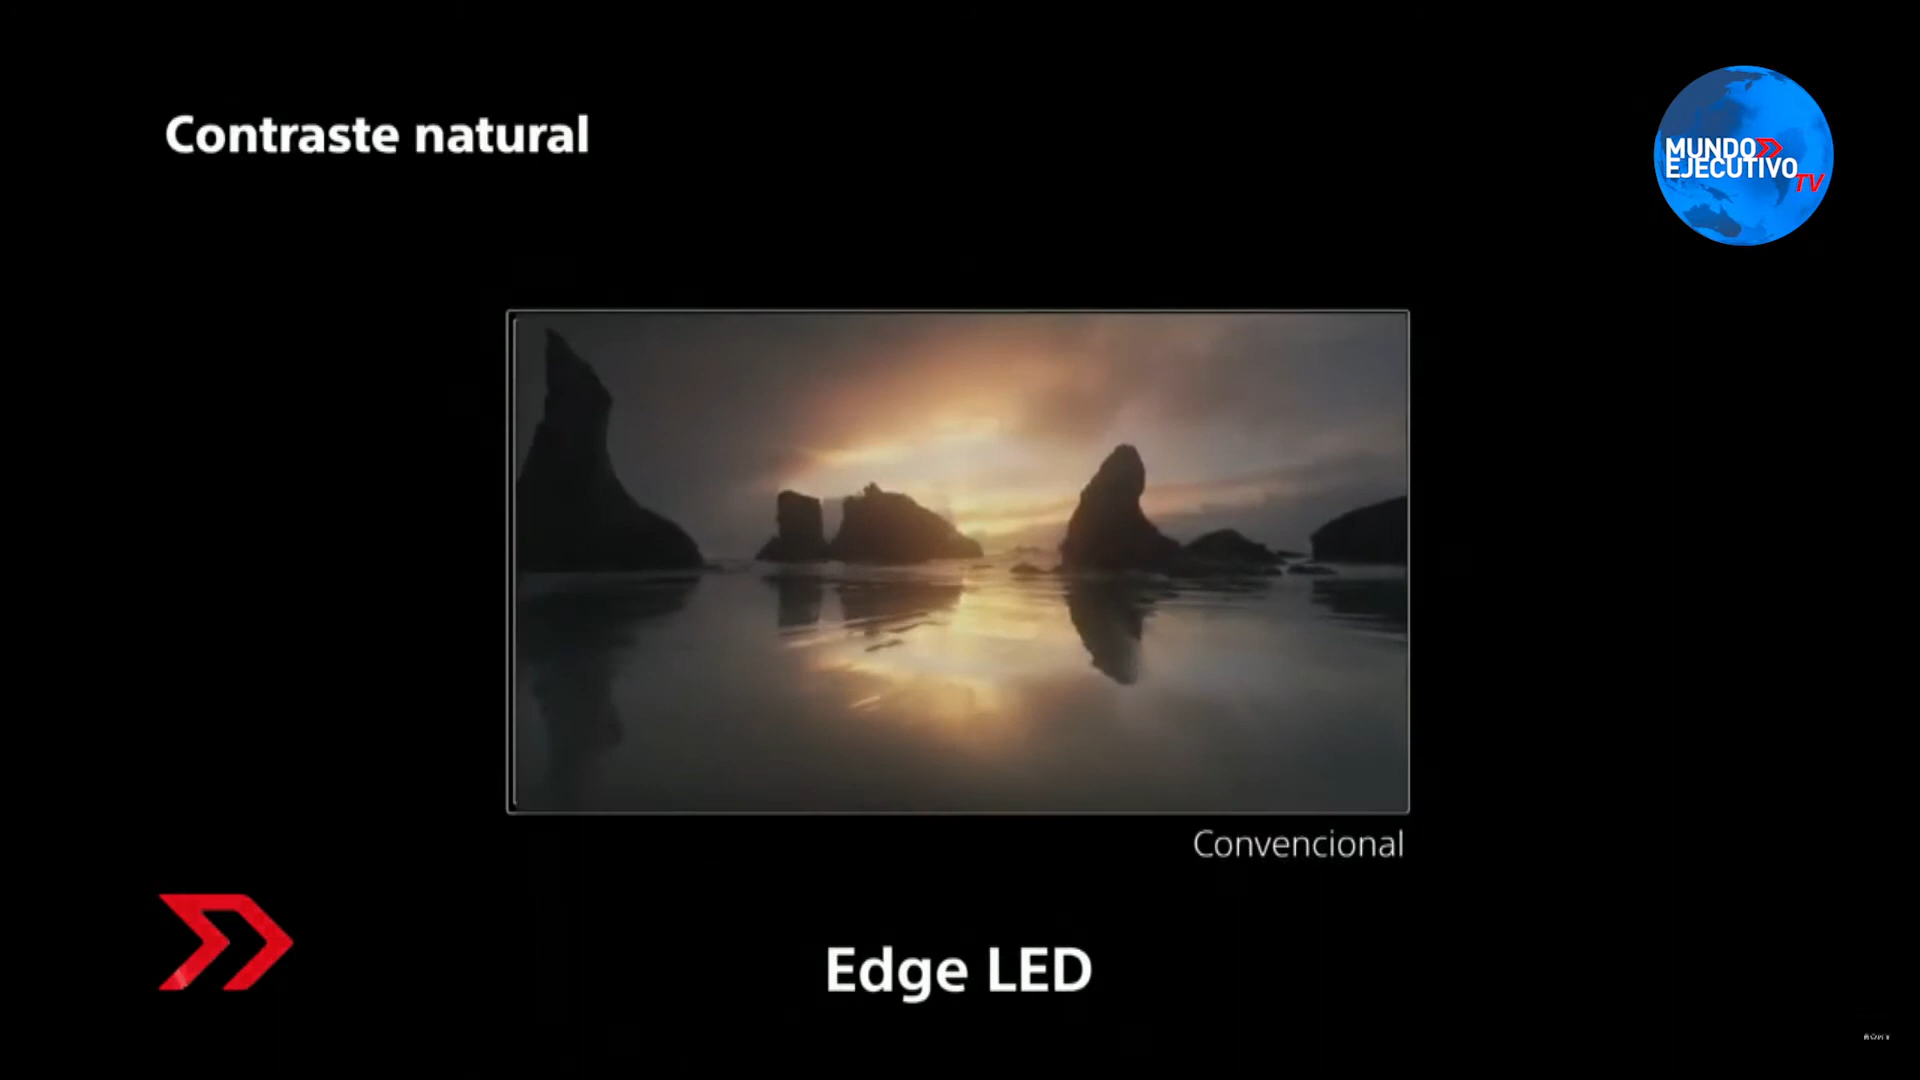 Contraste natural
MUNDO
EJECUTIVO
TV
Convencional
Edge LED